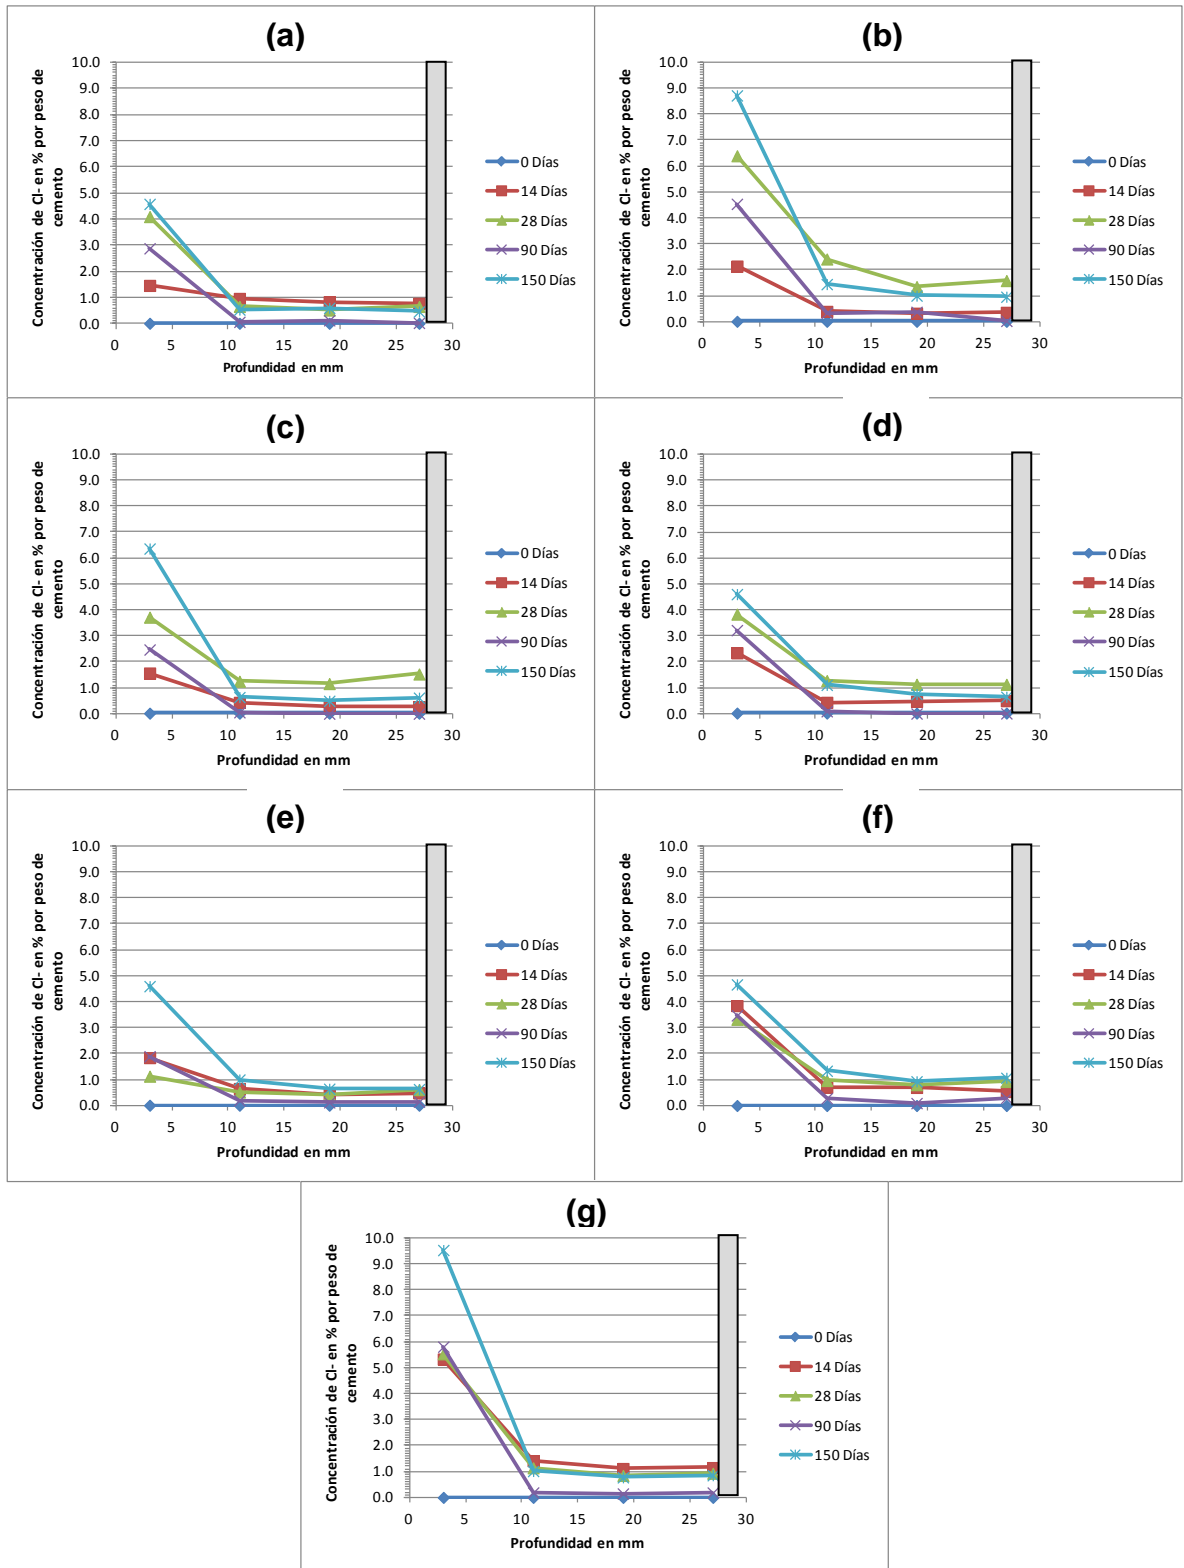 (a)
Concentración de Cl- en % por peso de
cemento
10.0
9.0
8.0
7.0
6.0
5.0
4.0
3.0
2.0
1.0
0.0
0 5 10 15 20 25 30
Profundidad en mm
0 Días
14 Días
28 Días
90 Días
150 Días
(b)
Concentración de Cl- en % por peso de
cemento
10.0
9.0
8.0
7.0
6.0
5.0
4.0
3.0
2.0
1.0
0.0
0 5 10 15 20 25 30
Profundidad en mm
0 Días
14 Días
28 Días
90 Días
150 Días
(c)
Concentración de Cl- en % por peso de
cemento
10.0
9.0
8.0
7.0
6.0
5.0
4.0
3.0
2.0
1.0
0.0
0 5 10 15 20 25 30
Profundidad en mm
0 Días
14 Días
28 Días
90 Días
150 Días
(d)
Concentración de Cl- en % por peso de
cemento
10.0
9.0
8.0
7.0
6.0
5.0
4.0
3.0
2.0
1.0
0.0
0 5 10 15 20 25 30
Profundidad en mm
0 Días
14 Días
28 Días
90 Días
150 Días
(e)
Concentración de Cl- en % por peso de
cemento
10.0
9.0
8.0
7.0
6.0
5.0
4.0
3.0
2.0
1.0
0.0
0 5 10 15 20 25 30
Profundidad en mm
0 Días
14 Días
28 Días
90 Días
150 Días
(f)
Concentración de Cl- en % por peso de
cemento
10.0
9.0
8.0
7.0
6.0
5.0
4.0
3.0
2.0
1.0
0.0
0 5 10 15 20 25 30
Profundidad en mm
0 Días
14 Días
28 Días
90 Días
150 Días
(g)
Concentración de Cl- en % por peso de
cemento
10.0
9.0
8.0
7.0
6.0
5.0
4.0
3.0
2.0
1.0
0.0
0 5 10 15 20 25 30
Profundidad en mm
0 Días
14 Días
28 Días
90 Días
150 Días